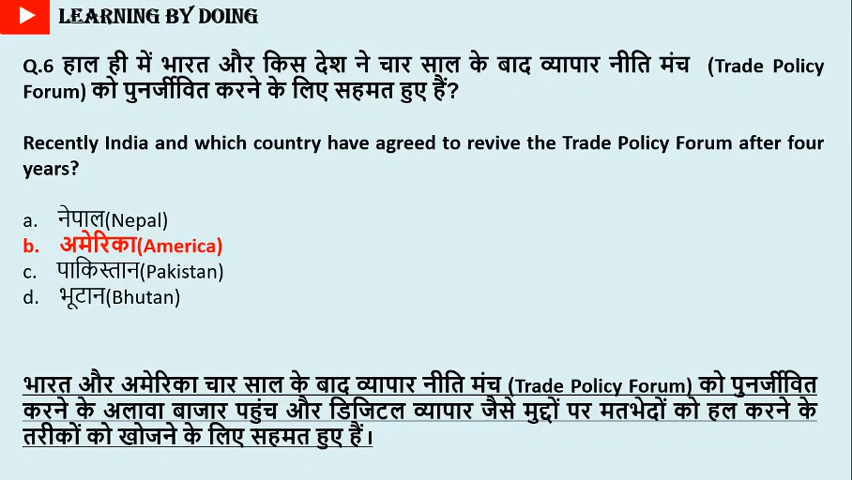 LEARNING BY DOING
Q.6 हाल ही में भारत और किस देश ने चार साल के बाद व्यापार नीति मंच (Trade Policy
Forum) को पुनर्जीवित करने के लिए सहमत हुए हैं?
Recently India and which country have agreed to revive the Trade Policy Forum after four
years?
a. नेपाल(Nepal)
b. अमेरिका(America)
c. पाकिस्तान(Pakistan)
d. भूटान(Bhutan)
भारत और अमेरिका चार साल के बाद व्यापार नीति मंच (Trade Policy Forum) को पुनर्जीवित
करने के अलावा बाजार पहुंच और डिजिटल व्यापार जैसे मुद्दों पर मतभेदों को हल करने के
तरीकों को खोजने के लिए सहमत हुए हैं।